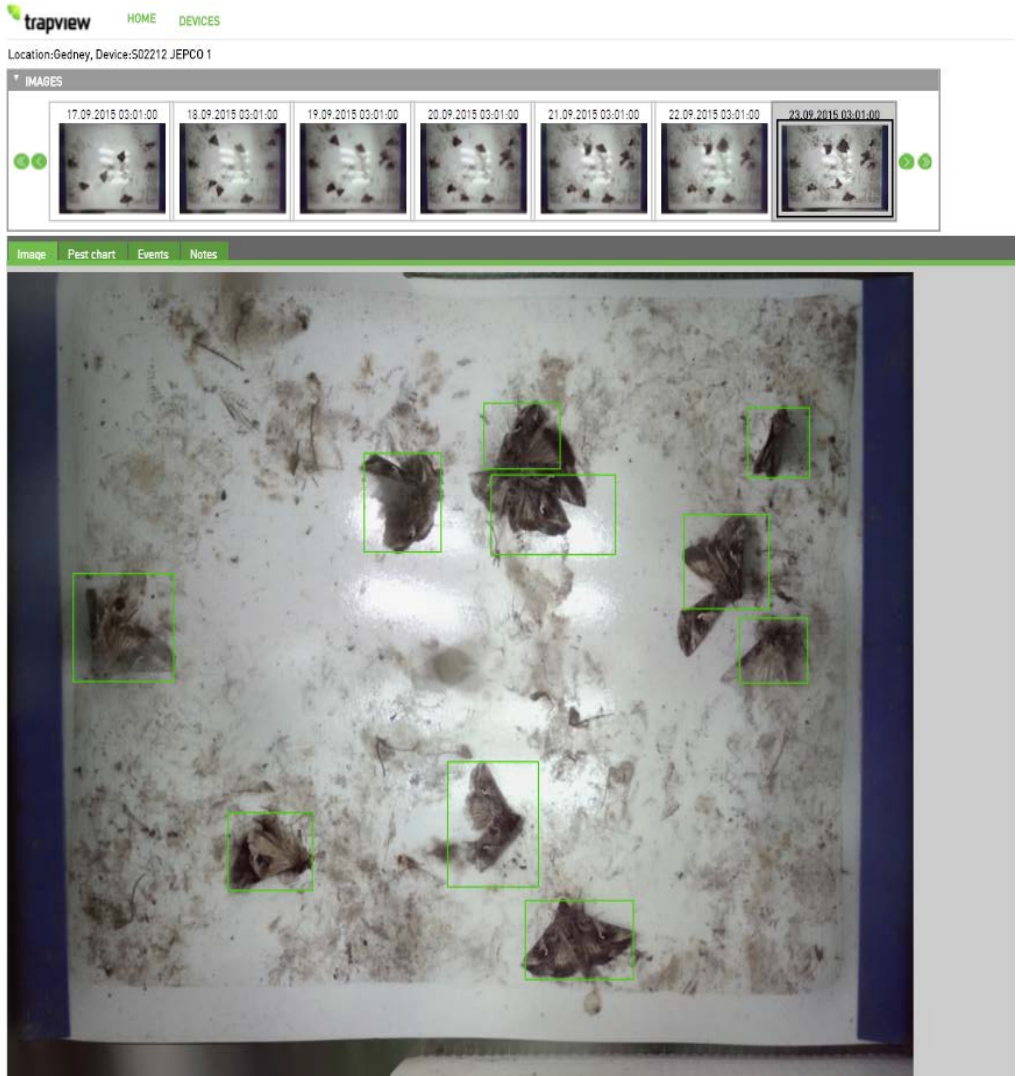 trapview
HOME
DEVICES
Location:Gedney, Device:S02212 JEPCO 1
IMAGES
17.09.2015 03:01:00
18.09.2015 03:01:00
19.09.2015 03:01:00
20.09.2015 03:01:00
21.09.2015 03:01:00
22.09.2015 03:01:00
23.09.2015 03:01:00
Image
Pest chart
Events
Notes